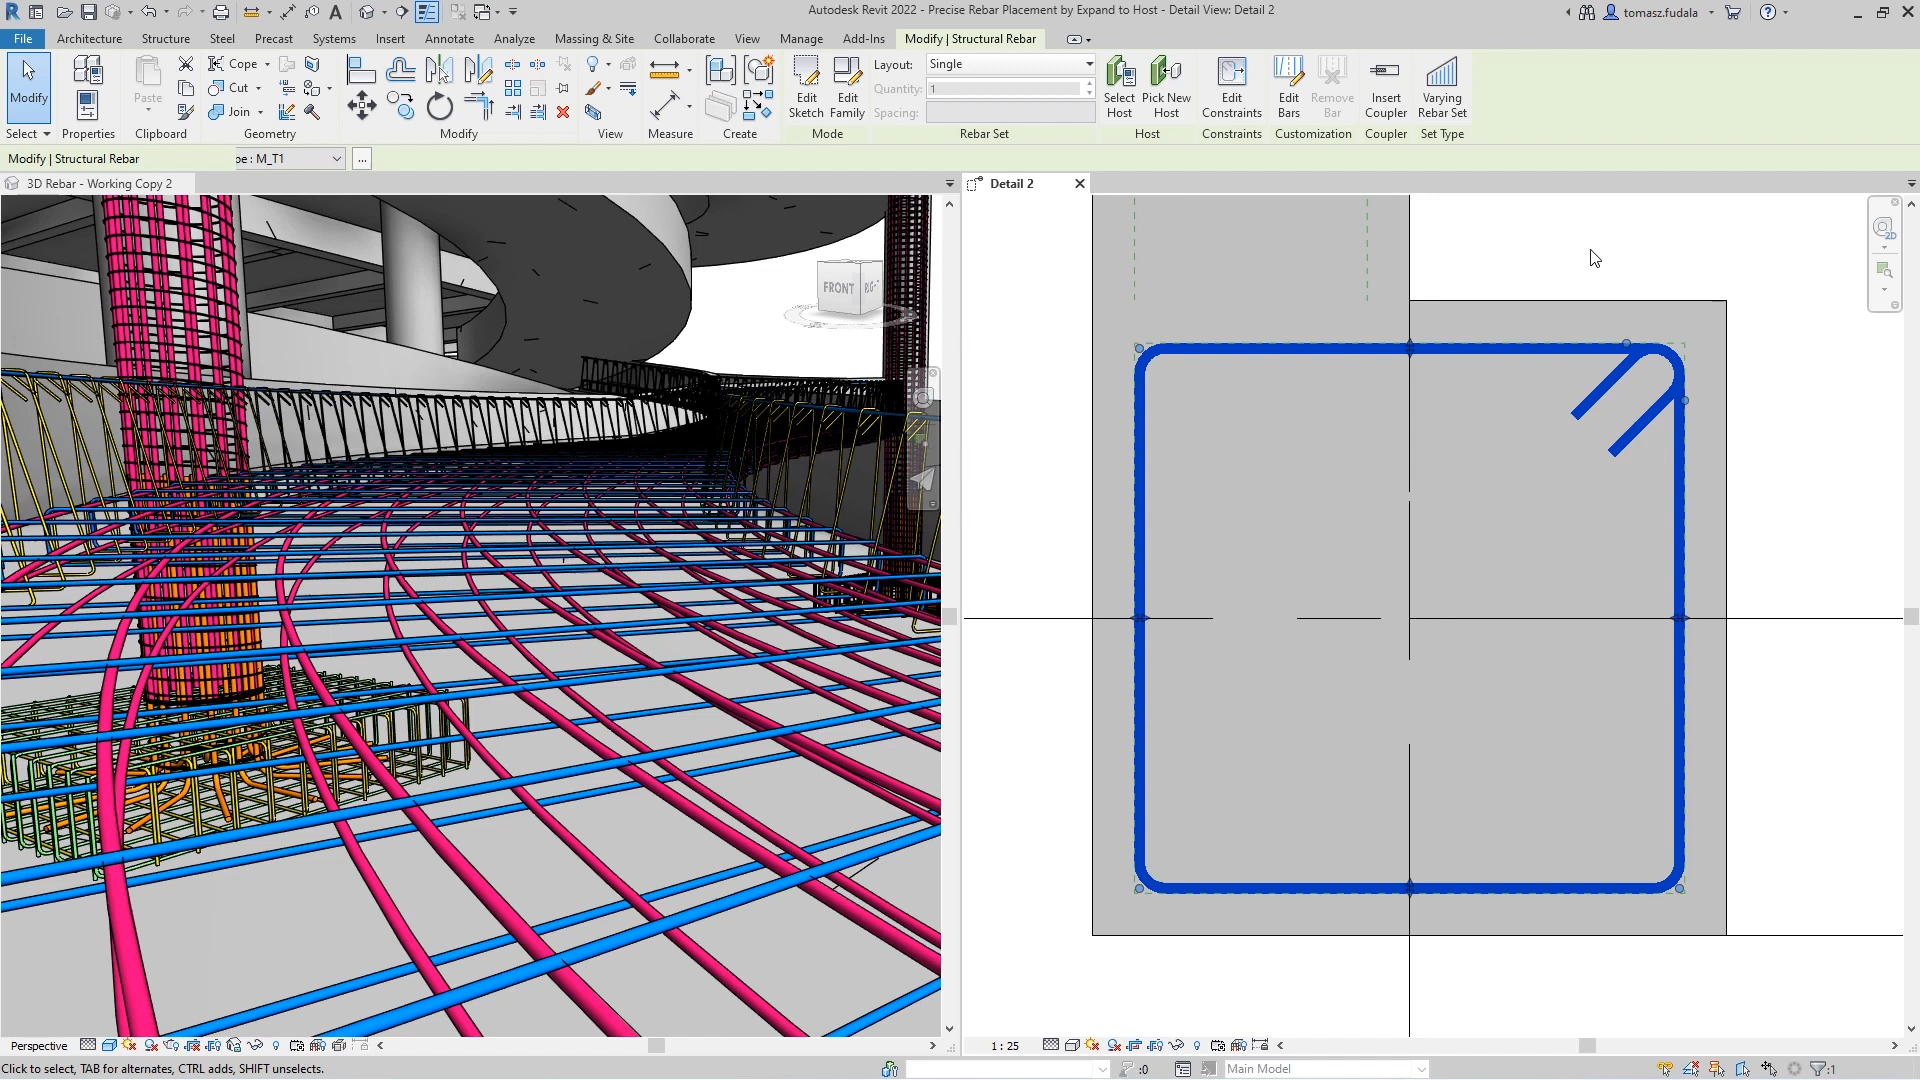 Autodesk Revit 2022 - Precise Rebar Placement by Expand to Host - Detail View: Detail 2
tomasz.fudala
File Architecture Structure Steel Precast Systems Insert Annotate Analyze Massing & Site Collaborate View Manage Add-Ins Modify | Structural Rebar
Modify
Paste
Cope
Cut
Join
Edit Sketch
Edit Family
Layout: Single
Quantity: 1
Spacing:
Select Host
Pick New Host
Edit Constraints
Edit Bars
Remove Bar
Insert Coupler
Varying Rebar Set
Select Properties Clipboard Geometry Modify View Measure Create Mode Rebar Set Host Constraints Customization Coupler Set Type
Modify | Structural Rebar
pe : M_T1
...
3D Rebar - Working Copy 2
Detail 2
FRONT
2D
Perspective
1 : 25
Click to select, TAB for alternates, CTRL adds, SHIFT unselects.
:0
Main Model
:1